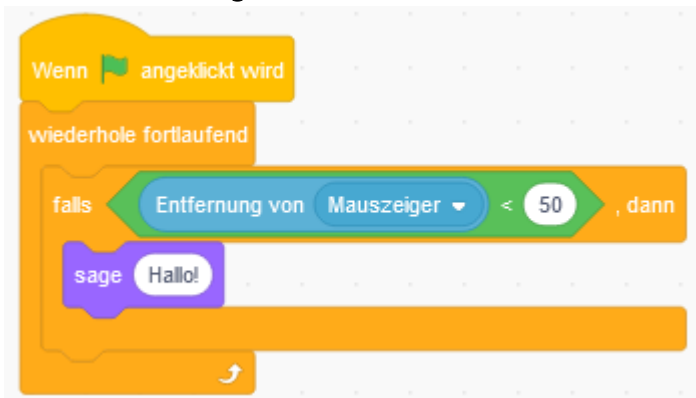 Wenn angeklickt wird
wiederhole fortlaufend
falls Entfernung von Mauszeiger < 50 , dann
sage Hallo!